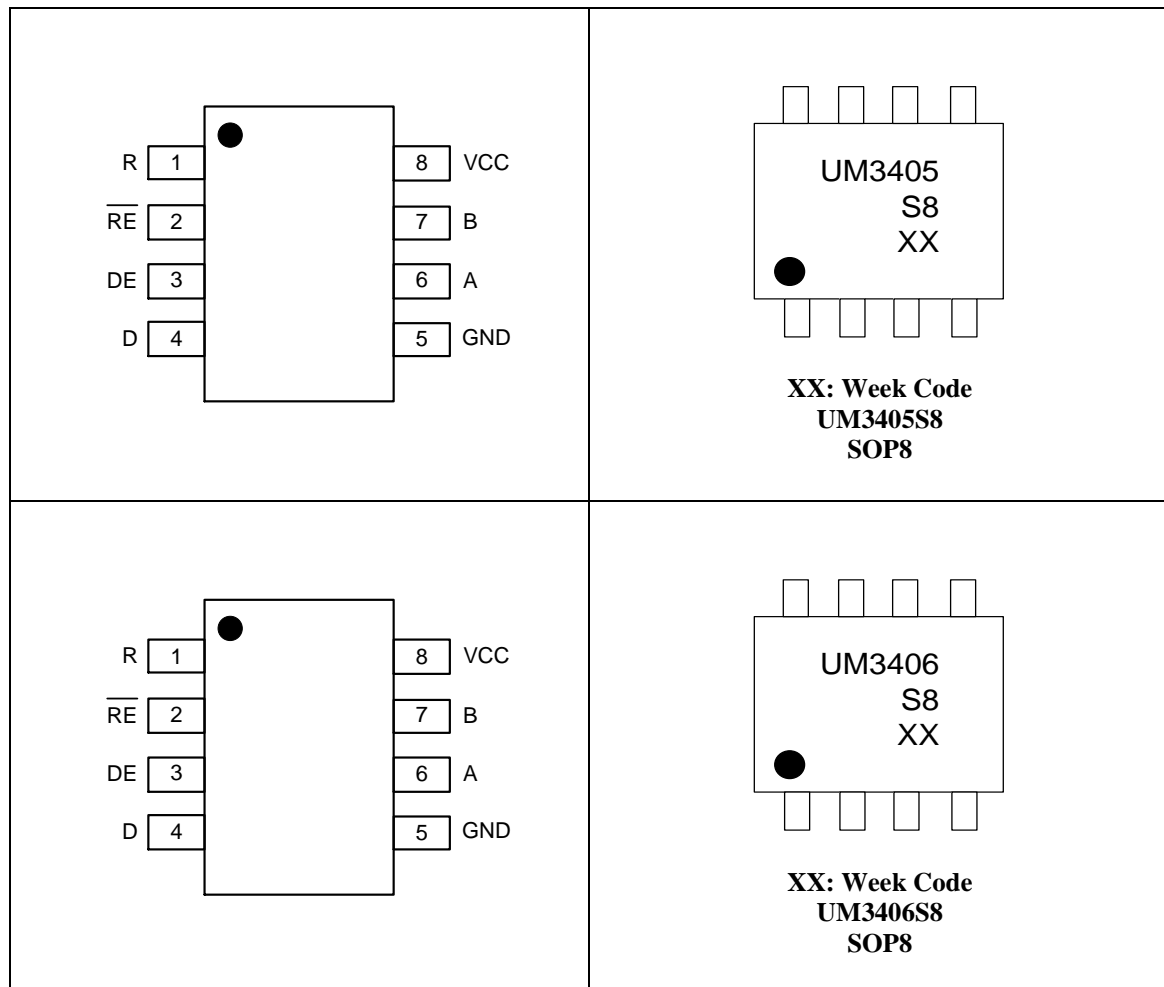 R 1 8 VCC
RE 2 7 B
DE 3 6 A
D 4 5 GND
UM3405
S8
XX
XX: Week Code
UM3405S8
SOP8
R 1 8 VCC
RE 2 7 B
DE 3 6 A
D 4 5 GND
UM3406
S8
XX
XX: Week Code
UM3406S8
SOP8